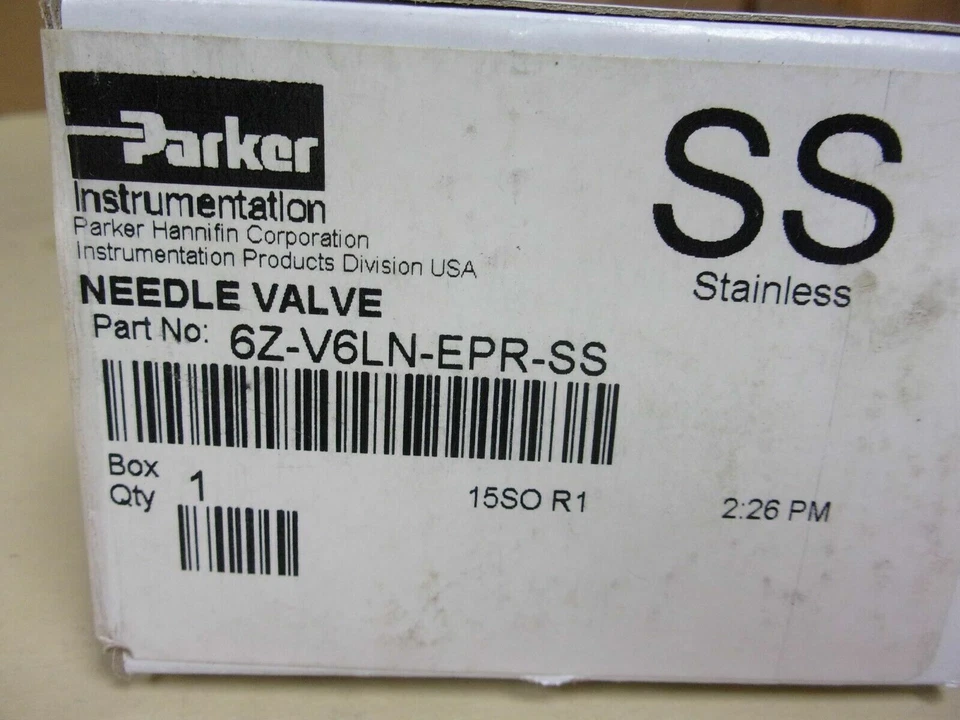 Parker
Instrumentation
Parker Hannifin Corporation
Instrumentation Products Division USA
SS
Stainless
NEEDLE VALVE
Part No: 6Z-V6LN-EPR-SS
Box
Qty 1
15SO R1
2:26 PM